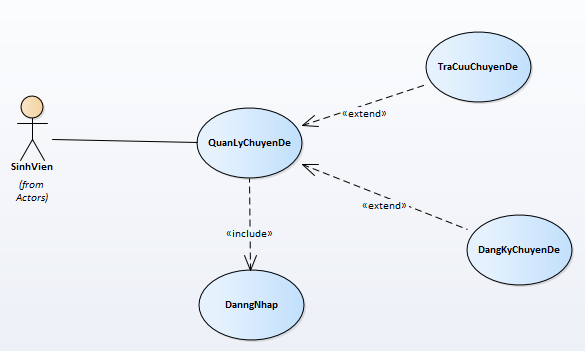 TraCuuChuyenDe
«extend»
QuanLyChuyenDe
SinhVien
(from
Actors)
«extend»
«include»
DangKyChuyenDe
DanngNhap